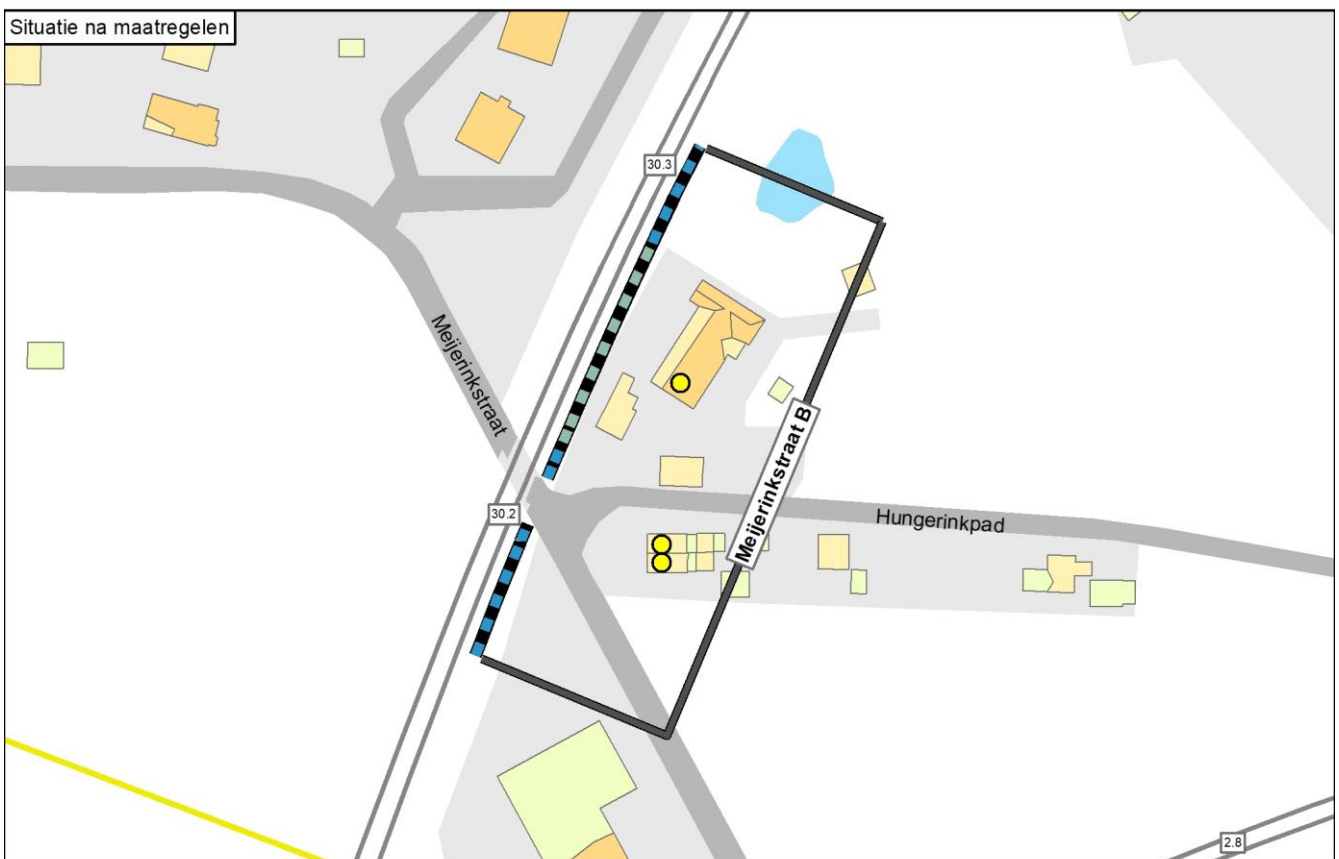 Situatie na maatregelen
30.3
Meijerinkstraat
Meijerinkstraat B
30.2
Hungerinkpad
2.8